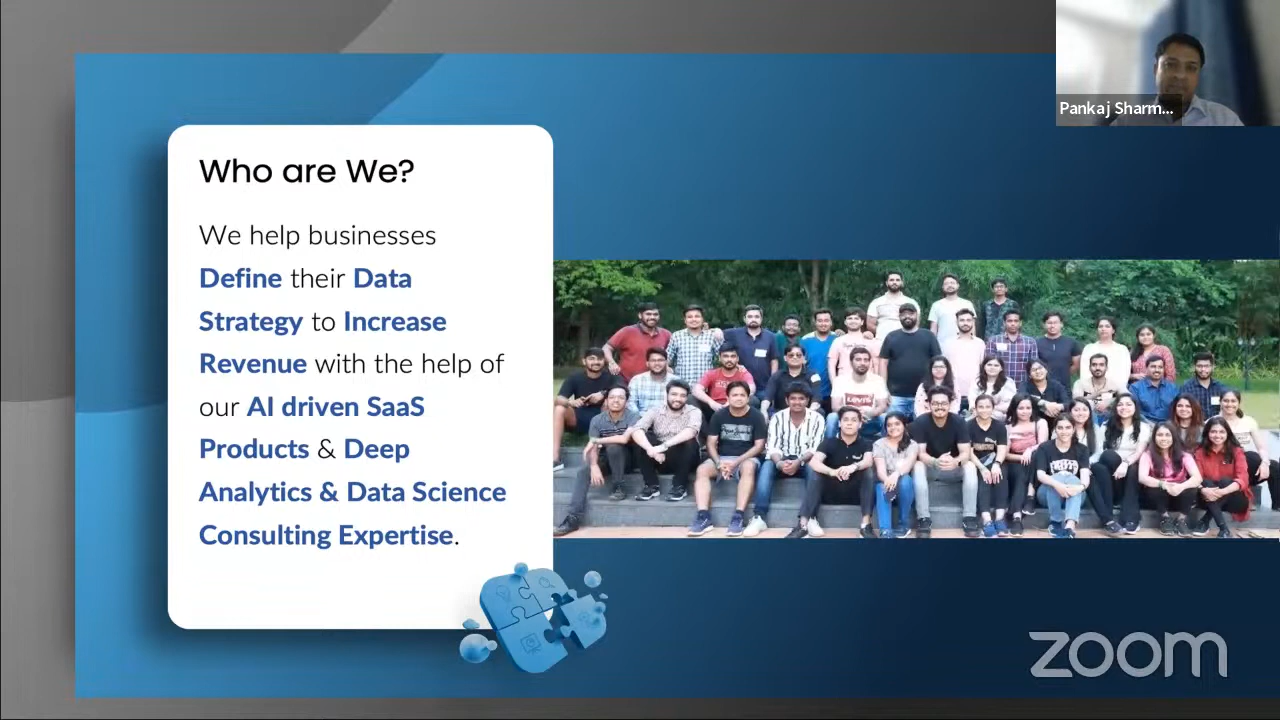 Pankaj Sharm...
Who are We?
We help businesses
Define their Data
Strategy to Increase
Revenue with the help of
our AI driven SaaS
Products & Deep
Analytics & Data Science
Consulting Expertise.
LEVI'S
zoom